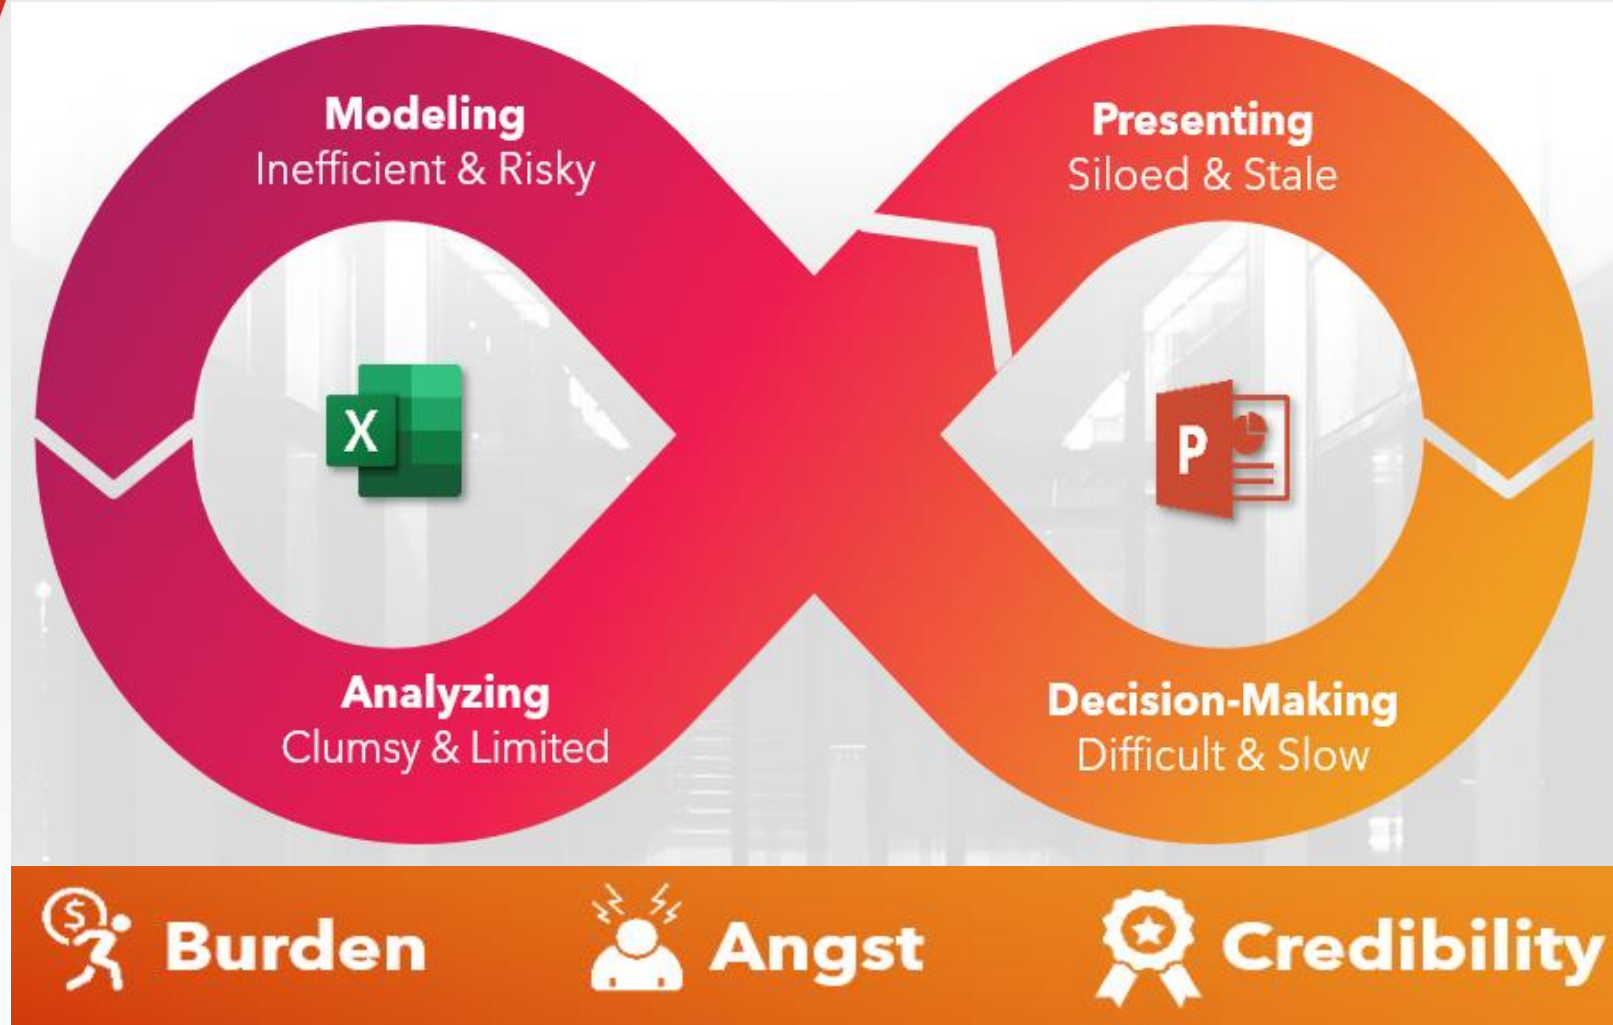 Modeling
Inefficient & Risky
Presenting
Siloed & Stale
X
P
Analyzing
Clumsy & Limited
Decision-Making
Difficult & Slow
$
Burden
Angst
Credibility